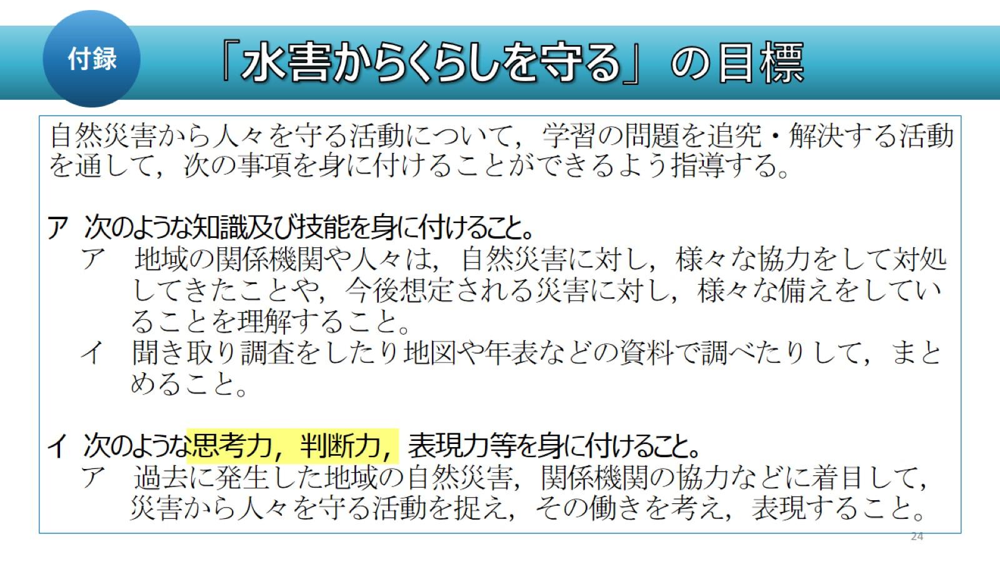 付録
「水害からくらしを守る」の目標
自然災害から人々を守る活動について，学習の問題を追究・解決する活動
を通して，次の事項を身に付けることができるよう指導する。
ア 次のような知識及び技能を身に付けること。
ア 地域の関係機関や人々は，自然災害に対し，様々な協力をして対処
してきたことや，今後想定される災害に対し，様々な備えをしてい
ることを理解すること。
イ 聞き取り調査をしたり地図や年表などの資料で調べたりして，まと
めること。
イ 次のような思考力，判断力，表現力等を身に付けること。
ア 過去に発生した地域の自然災害，関係機関の協力などに着目して，
災害から人々を守る活動を捉え，その働きを考え，表現すること。
24